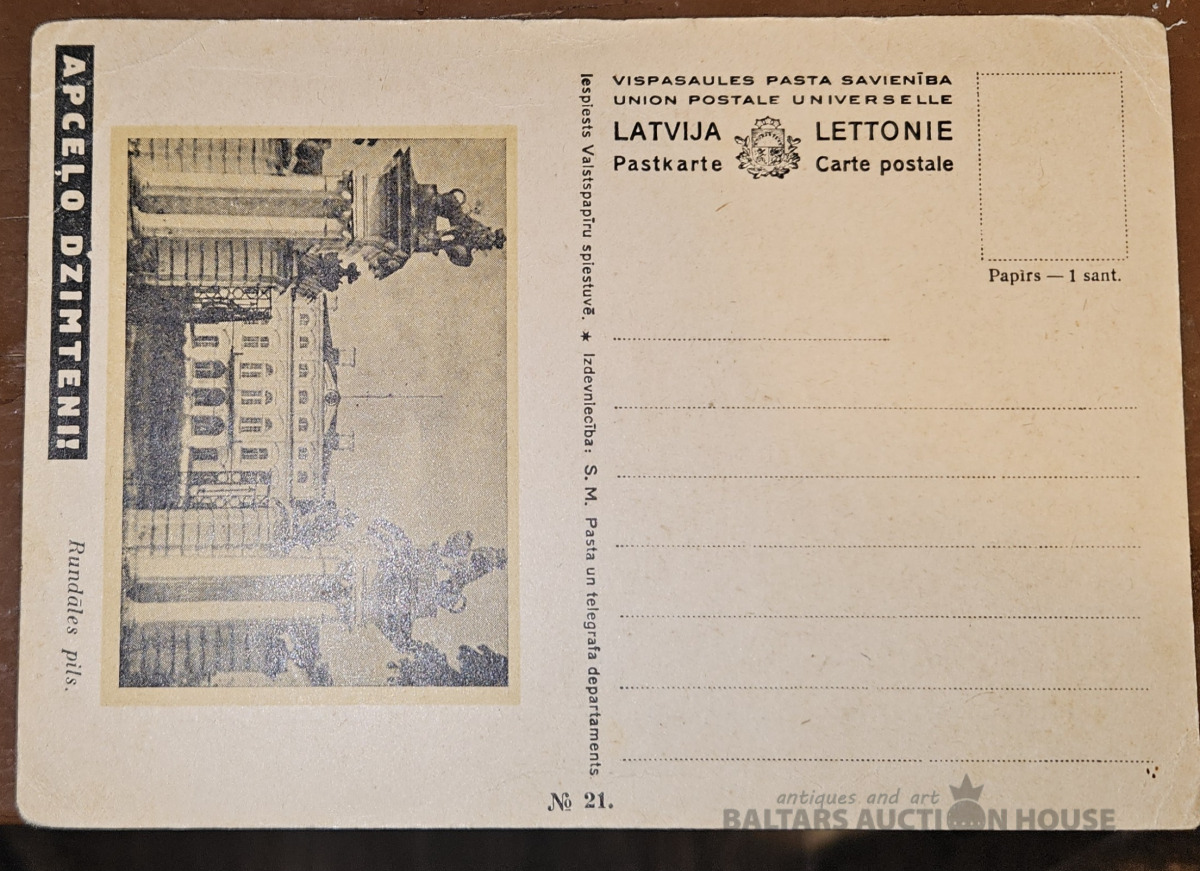 APCEĻO DZIMTENI!
Rundāles pils.
Iespiests Valstspapīru spiestuvē. ★ Izdevniecība: S. M. Pasta un telegrafa departaments
VISPASAULES PASTA SAVIENĪBA
UNION POSTALE UNIVERSELLE
LATVIJA LETTONIE
Pastkarte Carte postale
Papīrs — 1 sant.
№ 21.
antiques and art
BALTARS AUCTION HOUSE